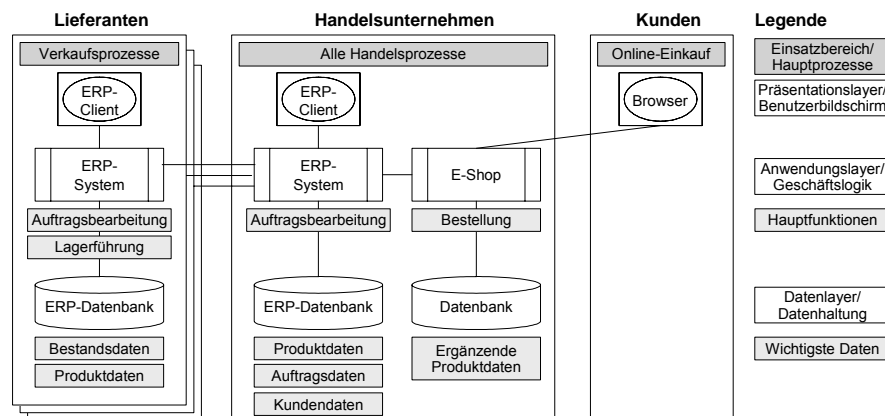 Lieferanten
Handelsunternehmen
Kunden
Legende
Verkaufsprozesse
Alle Handelsprozesse
Online-Einkauf
Einsatzbereich/
Hauptprozesse
ERP-
Client
ERP-
Client
Browser
Präsentationslayer/
Benutzerbildschirm
ERP-
System
ERP-
System
E-Shop
Anwendungslayer/
Geschäftslogik
Auftragsbearbeitung
Auftragsbearbeitung
Bestellung
Hauptfunktionen
Lagerführung
ERP-Datenbank
ERP-Datenbank
Datenbank
Datenlayer/
Datenhaltung
Bestandsdaten
Produktdaten
Ergänzende
Produktdaten
Wichtigste Daten
Produktdaten
Auftragsdaten
Kundendaten